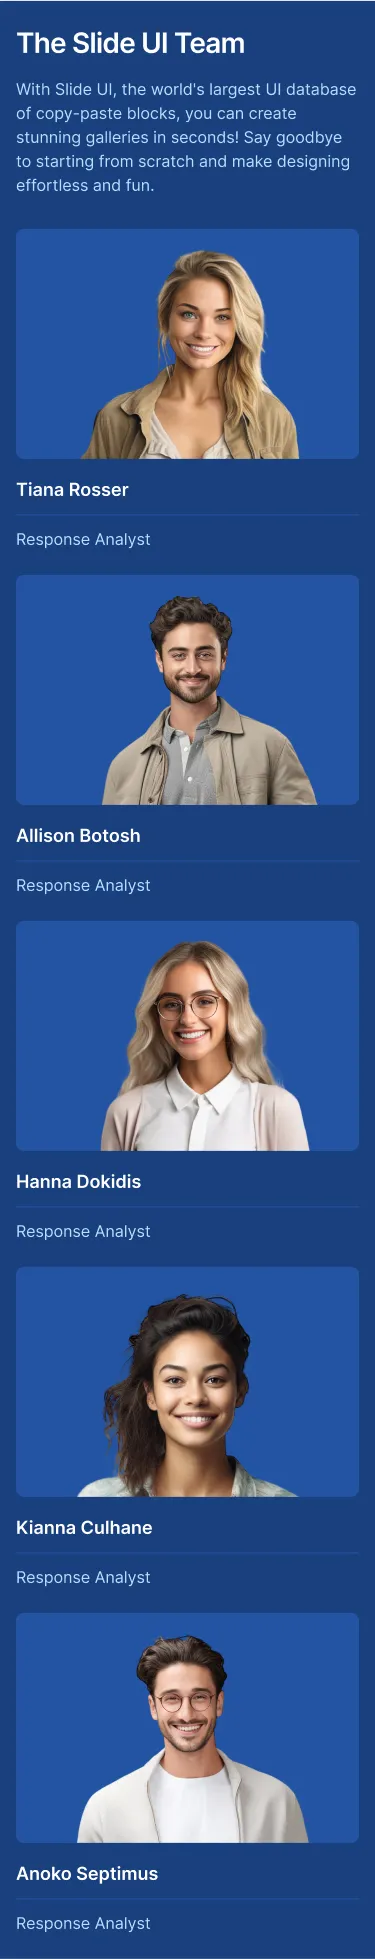 The Slide UI Team
With Slide UI, the world's largest UI database
of copy-paste blocks, you can create
stunning galleries in seconds! Say goodbye
to starting from scratch and make designing
effortless and fun.
Tiana Rosser
Response Analyst
Allison Botosh
Response Analyst
Hanna Dokidis
Response Analyst
Kianna Culhane
Response Analyst
Anoko Septimus
Response Analyst